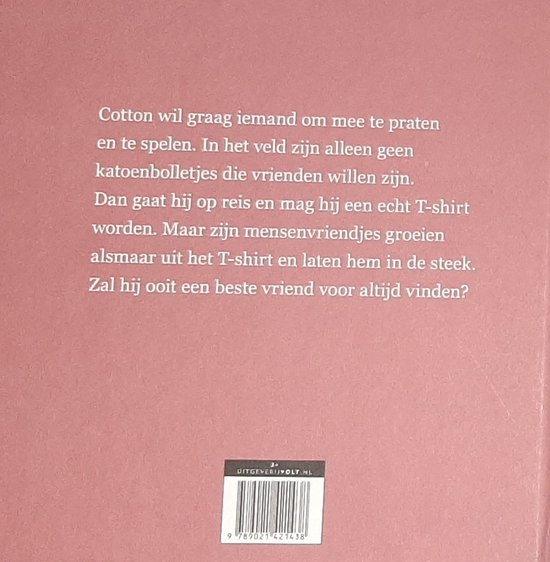 Cotton wil graag iemand om mee te praten
en te spelen. In het veld zijn alleen geen
katoenbolletjes die vrienden willen zijn.
Dan gaat hij op reis en mag hij een echt T-shirt
worden. Maar zijn mensenvriendjes groeien
alsmaar uit het T-shirt en laten hem in de steek.
Zal hij ooit een beste vriend voor altijd vinden?
3+
UITGEVERIJVOLT.NL
9 789021 421438